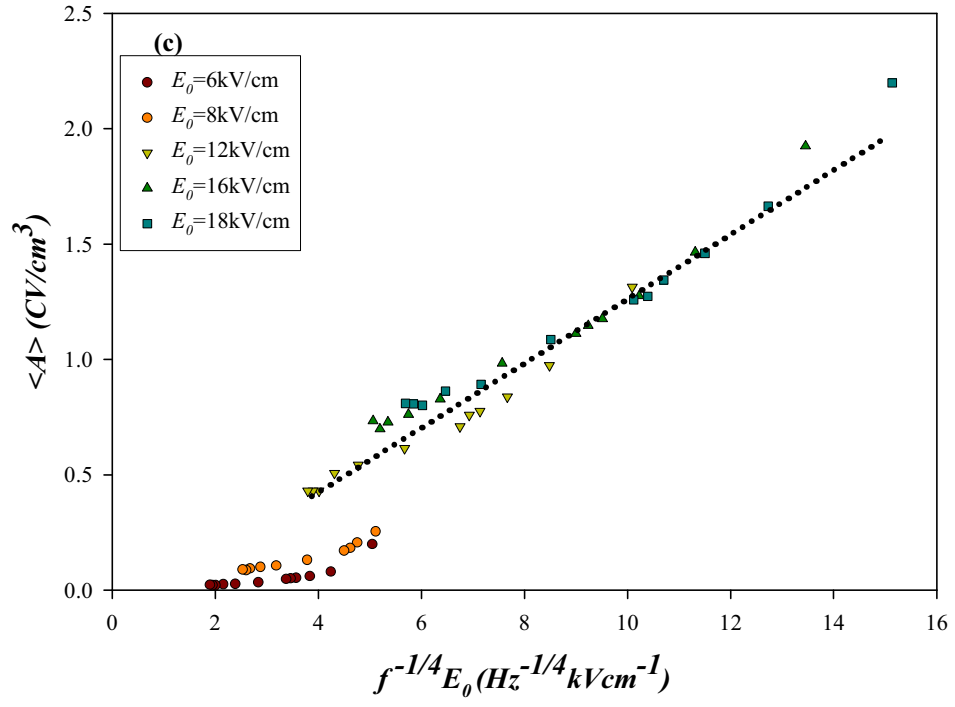 (c)
E₀=6kV/cm
E₀=8kV/cm
E₀=12kV/cm
E₀=16kV/cm
E₀=18kV/cm
2.5
2.0
1.5
1.0
0.5
0.0
<A> (CV/cm³)
0 2 4 6 8 10 12 14 16
f⁻¹/⁴E₀ (Hz⁻¹/⁴kVcm⁻¹)